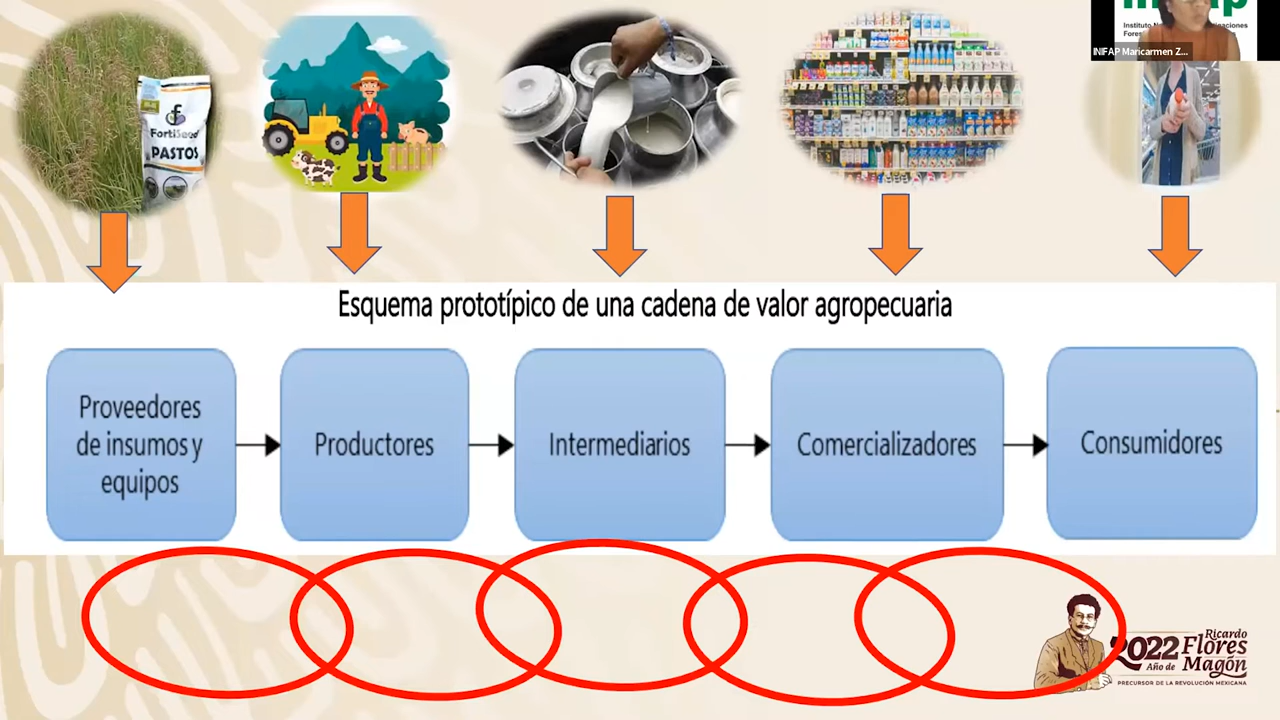 Instituto
INIFAP Maricarmen Z...
FortiSeed
PASTOS
Esquema prototípico de una cadena de valor agropecuaria
Proveedores
de insumos y
equipos
Productores
Intermediarios
Comercializadores
Consumidores
2022
Año de
Ricardo
Flores
Magón
PRECURSOR DE LA REVOLUCIÓN MEXICANA